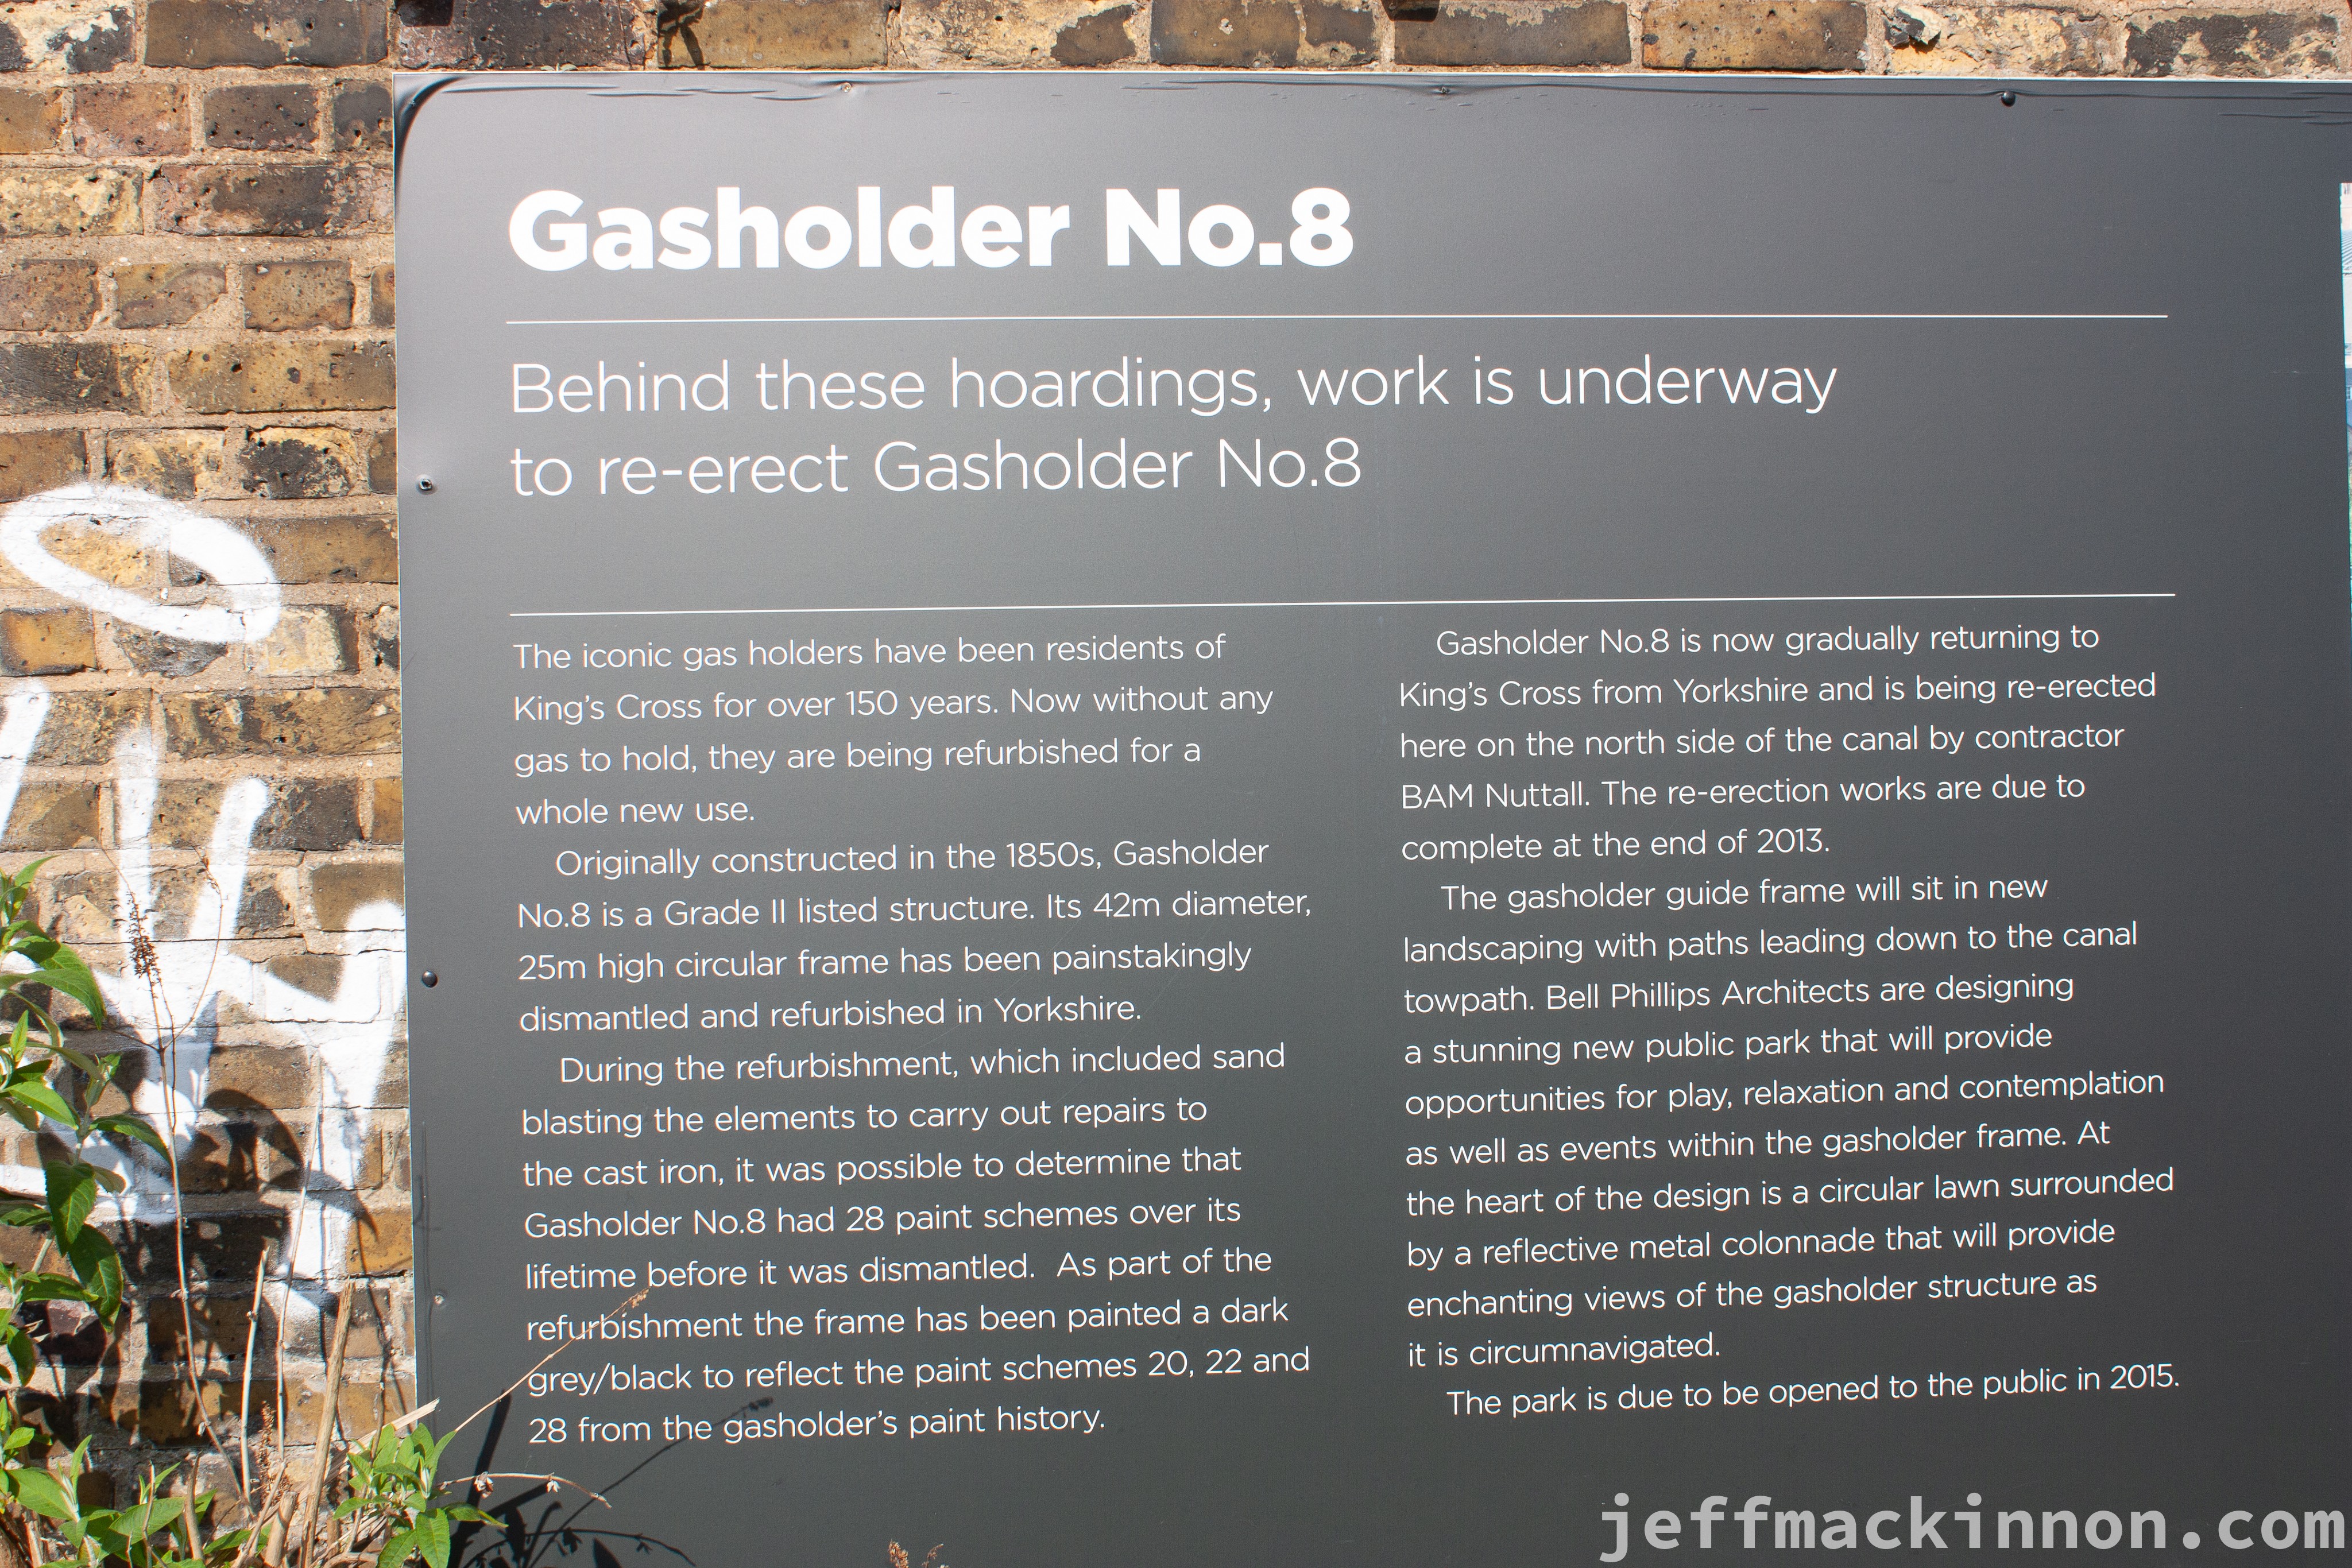 Gasholder No.8
Behind these hoardings, work is underway
to re-erect Gasholder No.8
The iconic gas holders have been residents of
King's Cross for over 150 years. Now without any
gas to hold, they are being refurbished for a
whole new use.
Originally constructed in the 1850s, Gasholder
No.8 is a Grade II listed structure. Its 42m diameter,
25m high circular frame has been painstakingly
dismantled and refurbished in Yorkshire.
During the refurbishment, which included sand
blasting the elements to carry out repairs to
the cast iron, it was possible to determine that
Gasholder No.8 had 28 paint schemes over its
lifetime before it was dismantled.  As part of the
refurbishment the frame has been painted a dark
grey/black to reflect the paint schemes 20, 22 and
28 from the gasholder's paint history.
Gasholder No.8 is now gradually returning to
King's Cross from Yorkshire and is being re-erected
here on the north side of the canal by contractor
BAM Nuttall. The re-erection works are due to
complete at the end of 2013.
The gasholder guide frame will sit in new
landscaping with paths leading down to the canal
towpath. Bell Phillips Architects are designing
a stunning new public park that will provide
opportunities for play, relaxation and contemplation
as well as events within the gasholder frame. At
the heart of the design is a circular lawn surrounded
by a reflective metal colonnade that will provide
enchanting views of the gasholder structure as
it is circumnavigated.
The park is due to be opened to the public in 2015.
jeffmackinnon.com